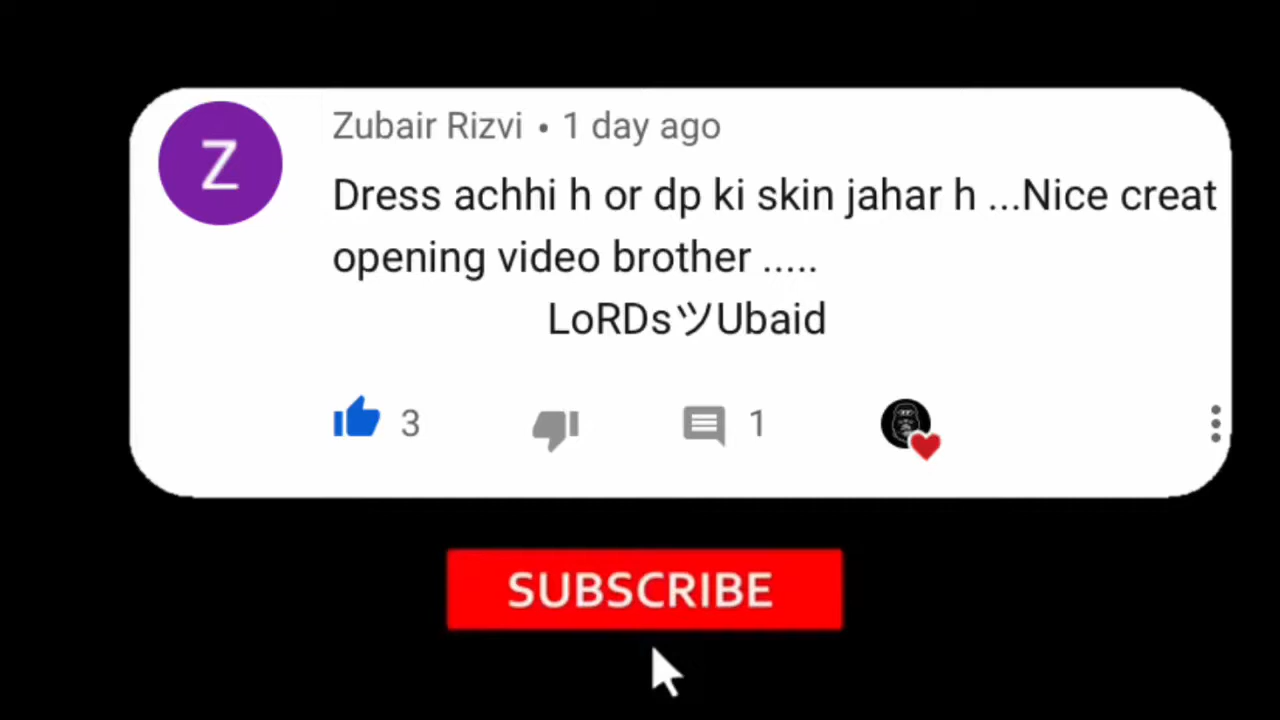 Z
Zubair Rizvi • 1 day ago
Dress achhi h or dp ki skin jahar h ...Nice creat
opening video brother .....
LoRDsツUbaid
3
1
SUBSCRIBE